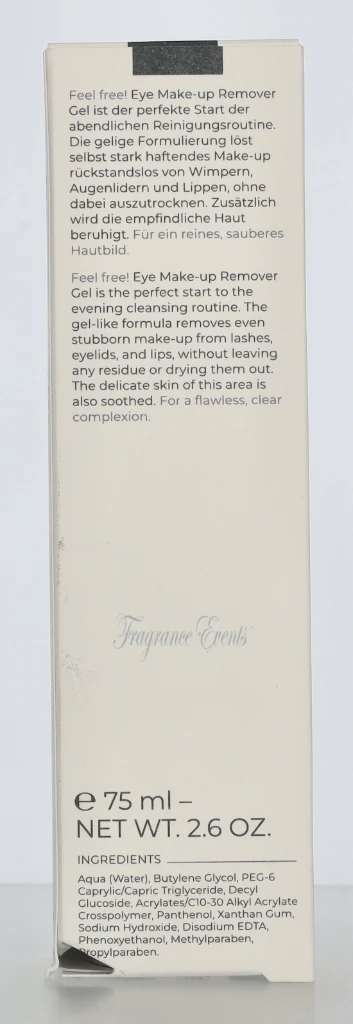 Feel free! Eye Make-up Remover
Gel ist der perfekte Start der
abendlichen Reinigungsroutine.
Die gelige Formulierung löst
selbst stark haftendes Make-up
rückstandslos von Wimpern,
Augenlidern und Lippen, ohne
dabei auszutrocknen. Zusätzlich
wird die empfindliche Haut
beruhigt. Für ein reines, sauberes
Hautbild.
Feel free! Eye Make-up Remover
Gel is the perfect start to the
evening cleansing routine. The
gel-like formula removes even
stubborn make-up from lashes,
eyelids, and lips, without leaving
any residue or drying them out.
The delicate skin of this area is
also soothed. For a flawless, clear
complexion.
Fragrance Events
℮ 75 ml –
NET WT. 2.6 OZ.
INGREDIENTS
Aqua (Water), Butylene Glycol, PEG-6
Caprylic/Capric Triglyceride, Decyl
Glucoside, Acrylates/C10-30 Alkyl Acrylate
Crosspolymer, Panthenol, Xanthan Gum,
Sodium Hydroxide, Disodium EDTA,
Phenoxyethanol, Methylparaben,
Propylparaben.